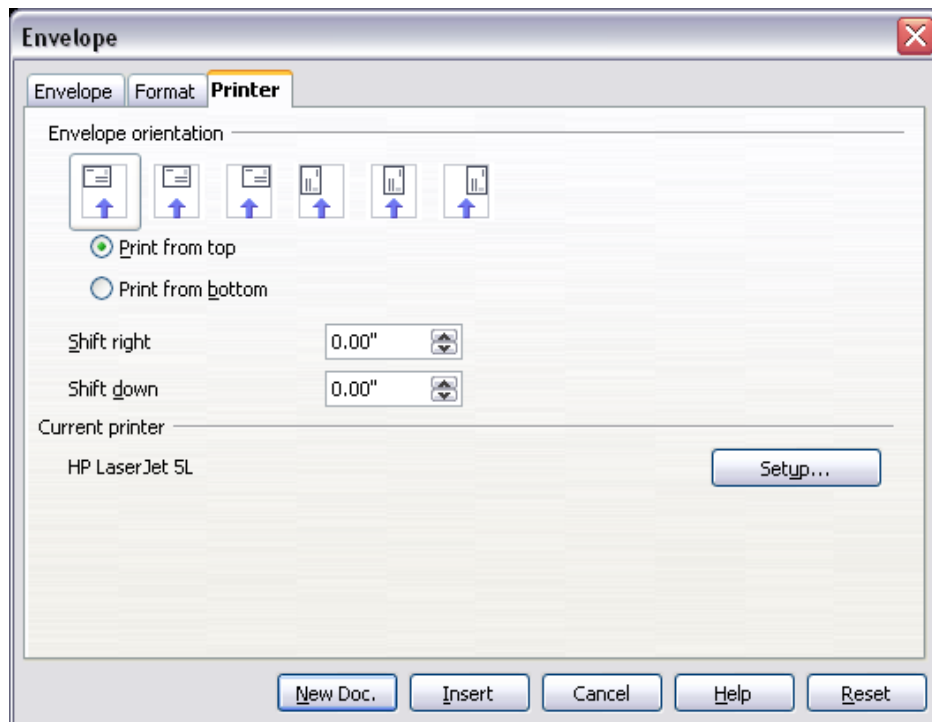 Envelope
Envelope Format Printer
Envelope orientation
Print from top
Print from bottom
Shift right 0.00"
Shift down 0.00"
Current printer
HP LaserJet 5L Setup...
New Doc. Insert Cancel Help Reset